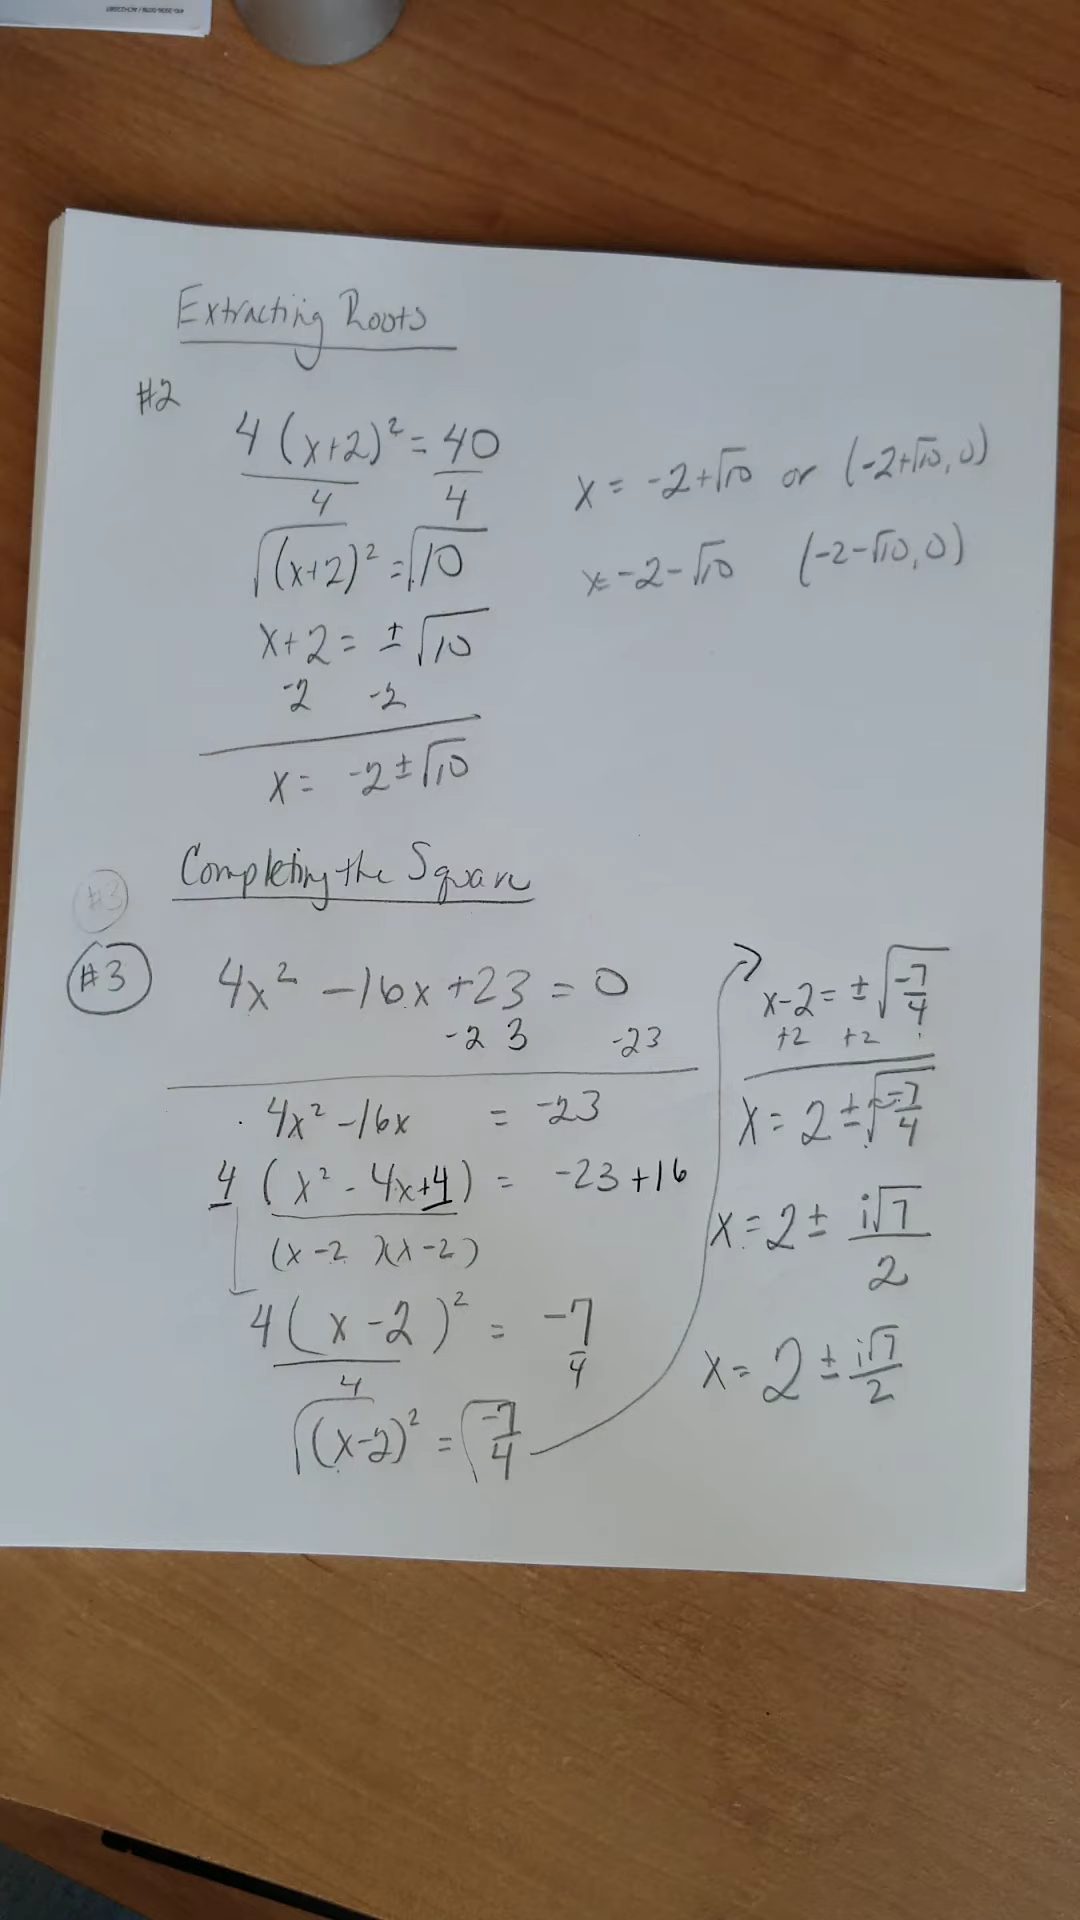 Extracting Roots
#2
4(x+2)² = 40
4 4
√(x+2)² = √10
x+2 = ±√10
-2 -2
x = -2±√10
x = -2+√10 or (-2+√10, 0)
x = -2-√10 (-2-√10, 0)
Completing the Square
#3
#3
4x² -16x +23 = 0
-23 -23
4x² -16x = -23
4 (x² - 4x+4) = -23+16
(x-2)(x-2)
4(x-2)² = -7
4 4
√(x-2)² = √-7/4
x-2 = ±√-7/4
+2 +2
x = 2 ±√-7/4
x = 2 ± i√7/2
x = 2 ± i√7/2